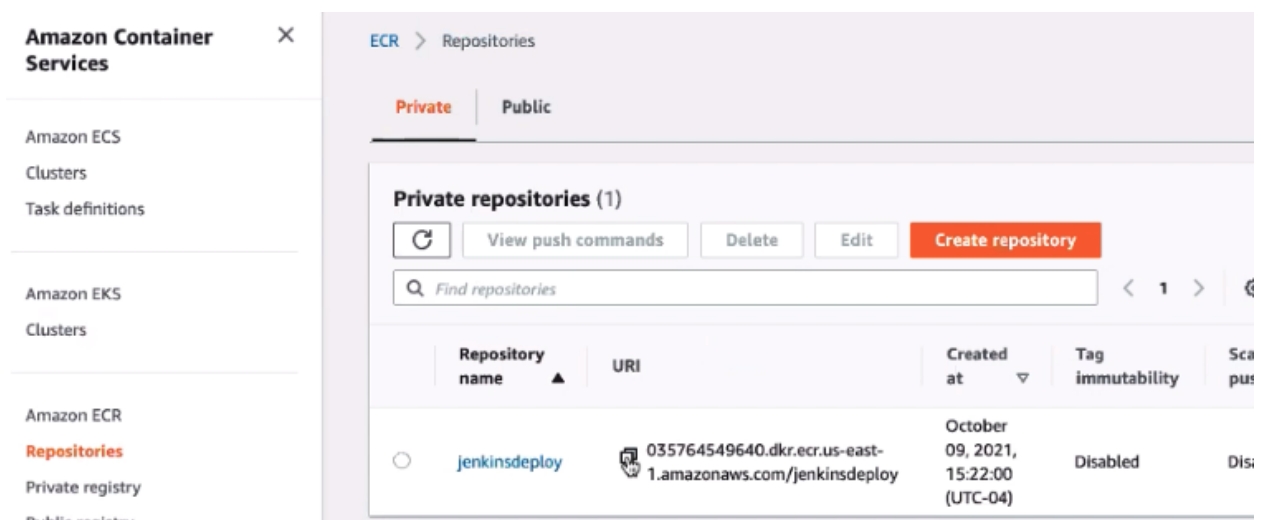 Amazon Container
Services
Amazon ECS
Clusters
Task definitions
Amazon EKS
Clusters
Amazon ECR
Repositories
Private registry
ECR > Repositories
Private
Public
Private repositories (1)
View push commands
Delete
Edit
Create repository
Find repositories
1
Repository
name
URI
Created
at
Tag
immutability
jenkinsdeploy
035764549640.dkr.ecr.us-east-
1.amazonaws.com/jenkinsdeploy
October
09, 2021,
15:22:00
(UTC-04)
Disabled